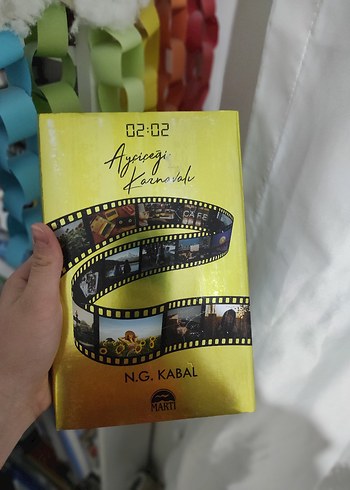 02:02
Ayçiçeği
Karnavalı
CAFE
N.G. KABAL
MARTI